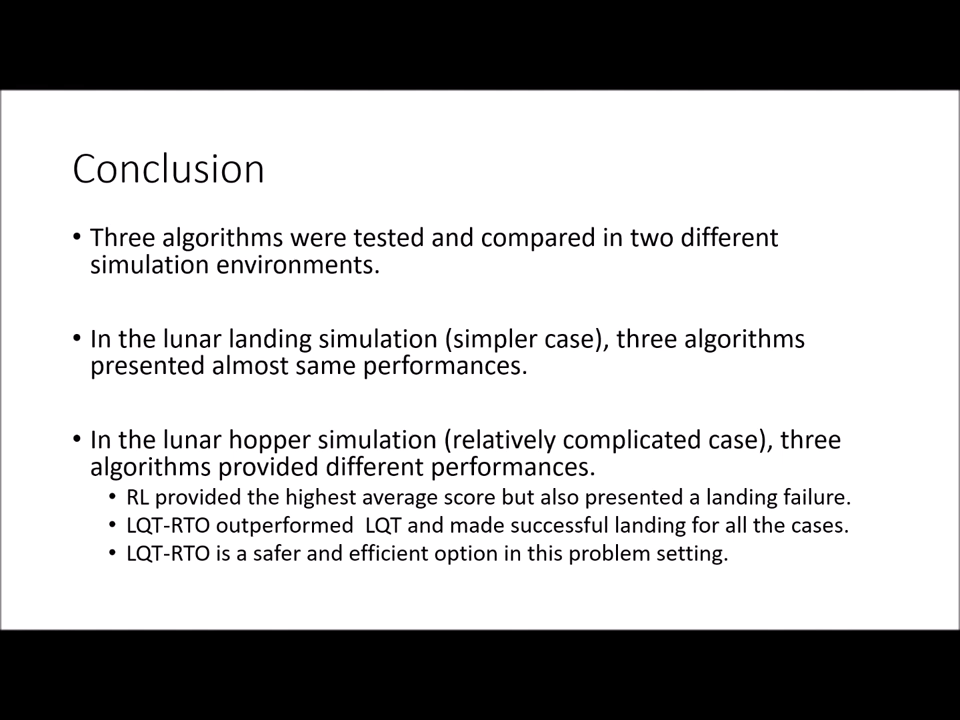 Conclusion
• Three algorithms were tested and compared in two different
simulation environments.
• In the lunar landing simulation (simpler case), three algorithms
presented almost same performances.
• In the lunar hopper simulation (relatively complicated case), three
algorithms provided different performances.
• RL provided the highest average score but also presented a landing failure.
• LQT-RTO outperformed  LQT and made successful landing for all the cases.
• LQT-RTO is a safer and efficient option in this problem setting.